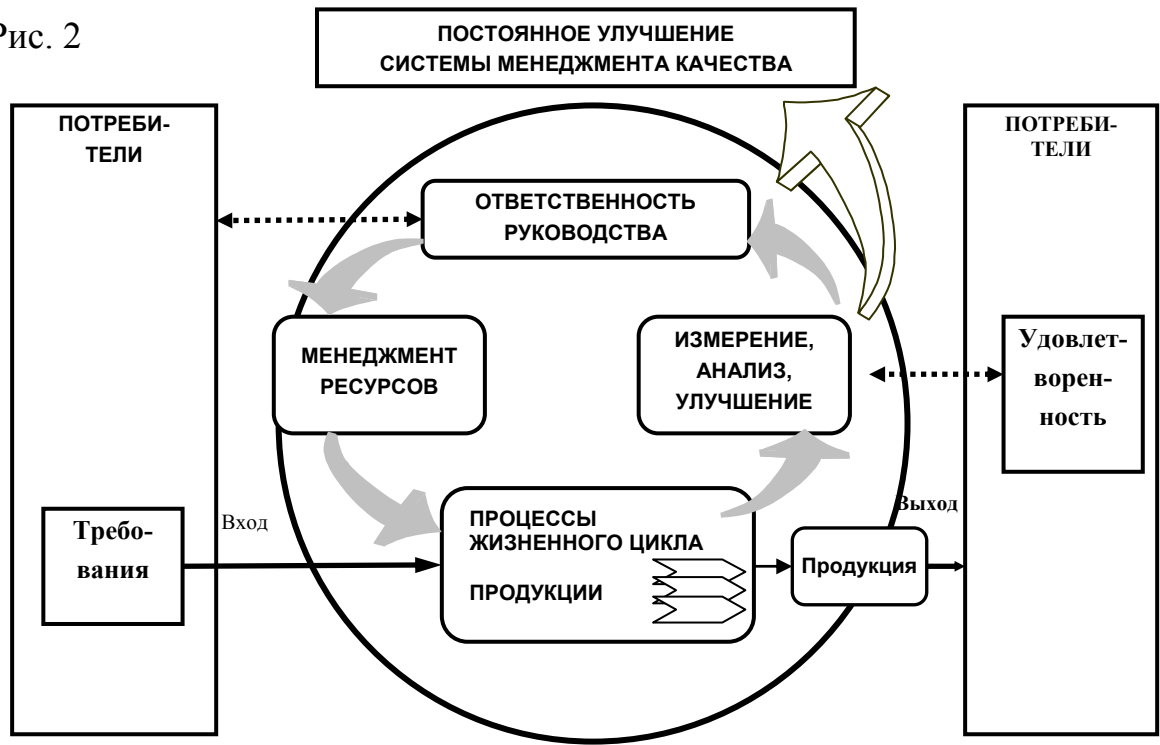 Рис. 2
ПОСТОЯННОЕ УЛУЧШЕНИЕ
СИСТЕМЫ МЕНЕДЖМЕНТА КАЧЕСТВА
ПОТРЕБИ-
ТЕЛИ
ПОТРЕБИ-
ТЕЛИ
ОТВЕТСТВЕННОСТЬ
РУКОВОДСТВА
МЕНЕДЖМЕНТ
РЕСУРСОВ
ИЗМЕРЕНИЕ,
АНАЛИЗ,
УЛУЧШЕНИЕ
Удовлет-
ворен-
ность
Требо-
вания
Вход
ПРОЦЕССЫ
ЖИЗНЕННОГО ЦИКЛА
ПРОДУКЦИИ
Продукция
Выход